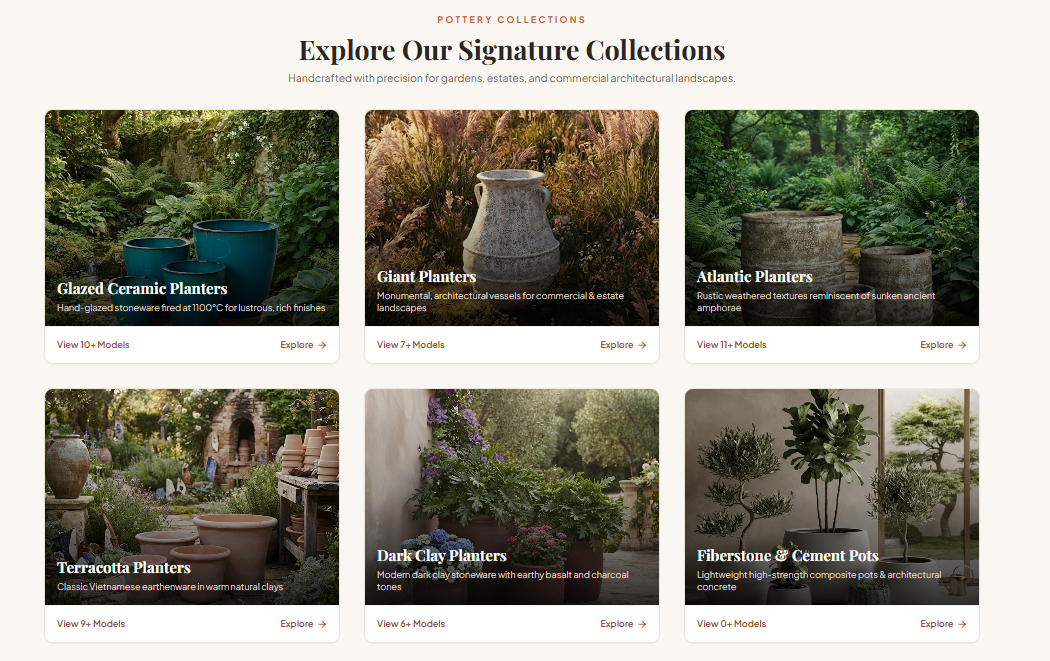 POTTERY COLLECTIONS
Explore Our Signature Collections
Handcrafted with precision for gardens, estates, and commercial architectural landscapes.
Glazed Ceramic Planters
Hand-glazed stoneware fired at 1100°C for lustrous, rich finishes
View 10+ Models
Explore →
Giant Planters
Monumental, architectural vessels for commercial & estate
landscapes
View 7+ Models
Explore →
Atlantic Planters
Rustic weathered textures reminiscent of sunken ancient
amphorae
View 11+ Models
Explore →
Terracotta Planters
Classic Vietnamese earthenware in warm natural clays
View 9+ Models
Explore →
Dark Clay Planters
Modern dark clay stoneware with earthy basalt and charcoal
tones
View 6+ Models
Explore →
Fiberstone & Cement Pots
Lightweight high-strength composite pots & architectural
concrete
View 0+ Models
Explore →